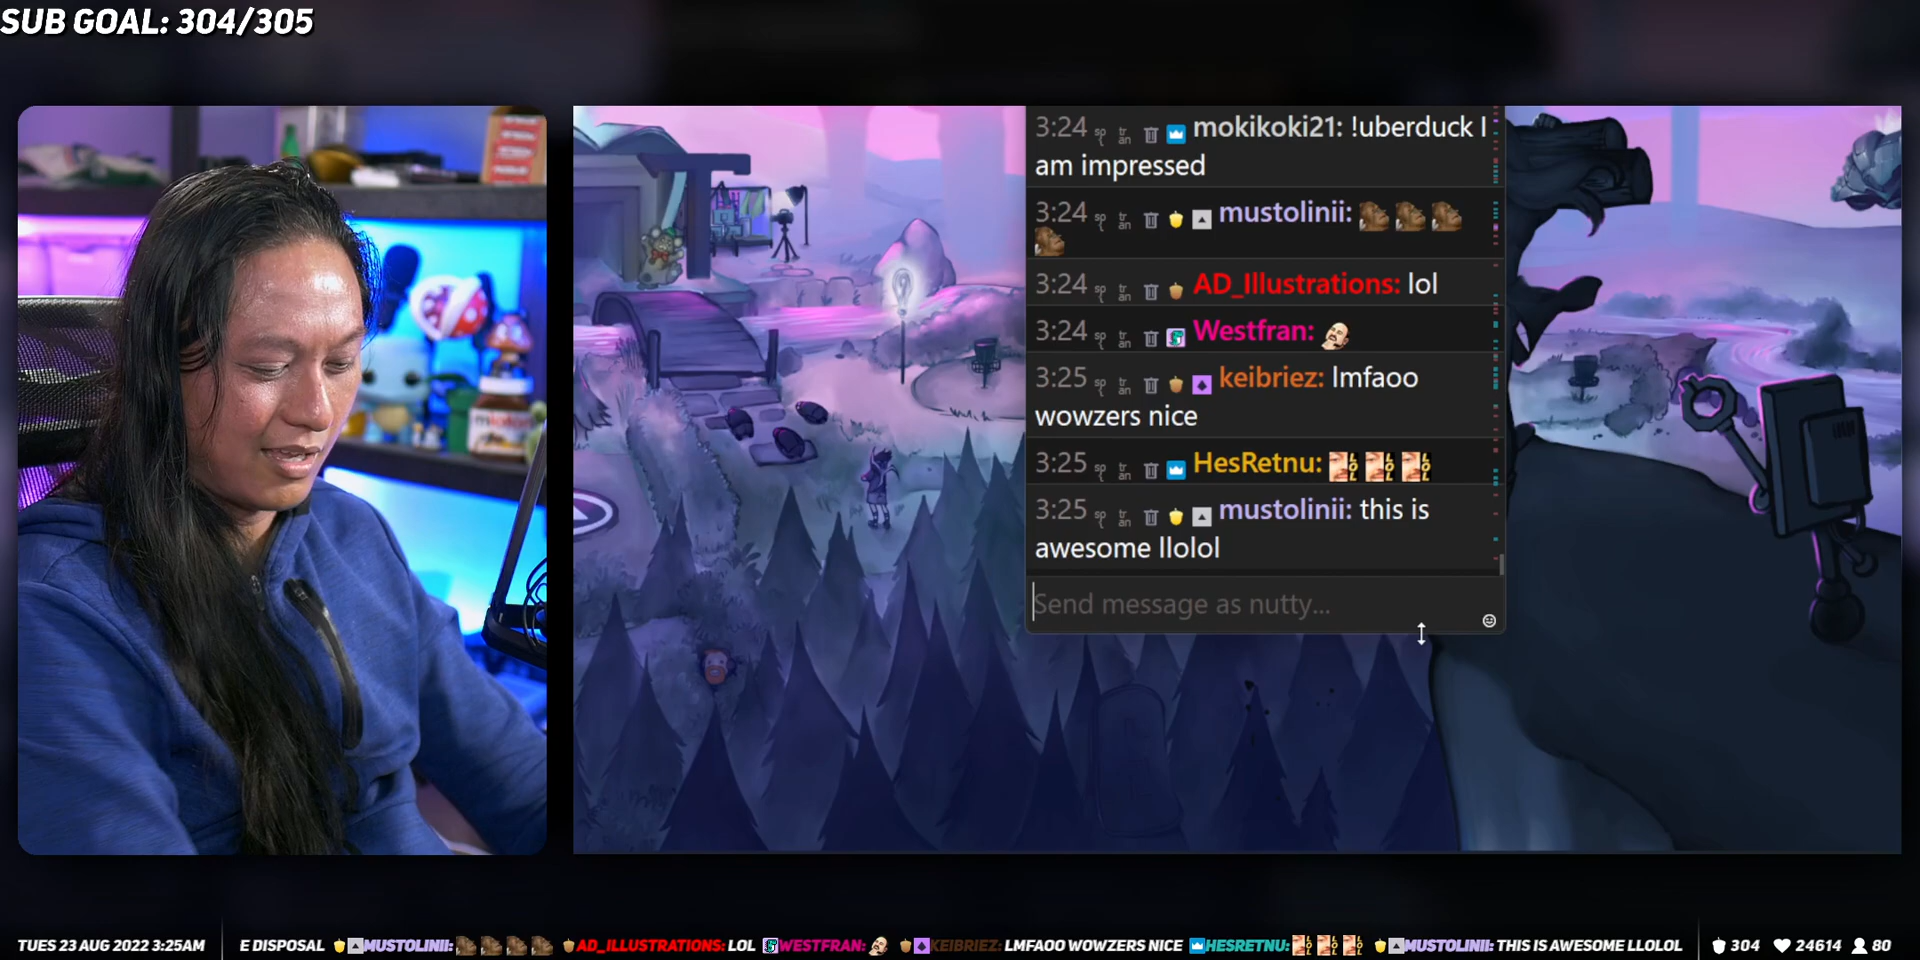 SUB GOAL: 304/305
3:24 mokikoki21: !uberduck I
am impressed
3:24 mustolinii:
3:24 AD_Illustrations: lol
3:24 Westfran:
3:25 keibriez: lmfaoo
wowzers nice
3:25 HesRetnu:
3:25 mustolinii: this is
awesome llolol
Send message as nutty...
TUES 23 AUG 2022 3:25AM E DISPOSAL MUSTOLINII: AD_ILLUSTRATIONS: LOL WESTFRAN: KEIBRIEZ: LMFAOO WOWZERS NICE HESRETNU: MUSTOLINII: THIS IS AWESOME LLOLOL 304 24614 80